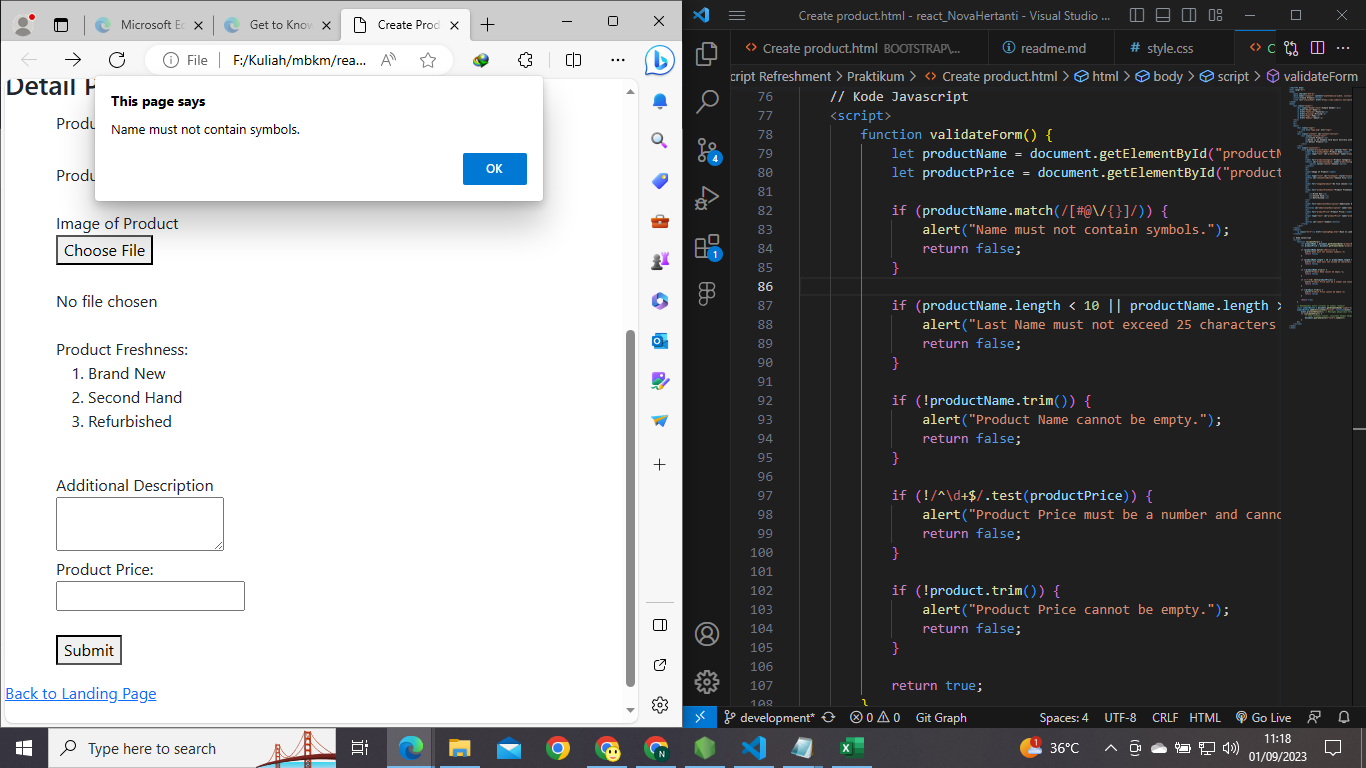 Microsoft Ed
Get to Know
Create Prod
File
F:/Kuliah/mbkm/rea...
Detail P
This page says
Name must not contain symbols.
OK
Produ
Produ
Image of Product
Choose File
No file chosen
Product Freshness:
1. Brand New
2. Second Hand
3. Refurbished
Additional Description
Product Price:
Submit
Back to Landing Page
Create product.html - react_NovaHertanti - Visual Studio ...
Create product.html BOOTSTRAP\...
readme.md
# style.css
C
cript Refreshment > Praktikum > Create product.html > html > body > script > validateForm
76 // Kode Javascript
77 <script>
78 function validateForm() {
79 let productName = document.getElementById("productN
80 let productPrice = document.getElementById("product
81
82 if (productName.match(/[#@\/{}]/)) {
83 alert("Name must not contain symbols.");
84 return false;
85 }
86
87 if (productName.length < 10 || productName.length >
88 alert("Last Name must not exceed 25 characters
89 return false;
90 }
91
92 if (!productName.trim()) {
93 alert("Product Name cannot be empty.");
94 return false;
95 }
96
97 if (!/^\d+$/.test(productPrice)) {
98 alert("Product Price must be a number and canno
99 return false;
100 }
101
102 if (!product.trim()) {
103 alert("Product Price cannot be empty.");
104 return false;
105 }
106
107 return true;
108 }
4
1
development*
0 0
Git Graph
Spaces: 4
UTF-8
CRLF
HTML
Go Live
Type here to search
N
1
36°C
11:18
01/09/2023